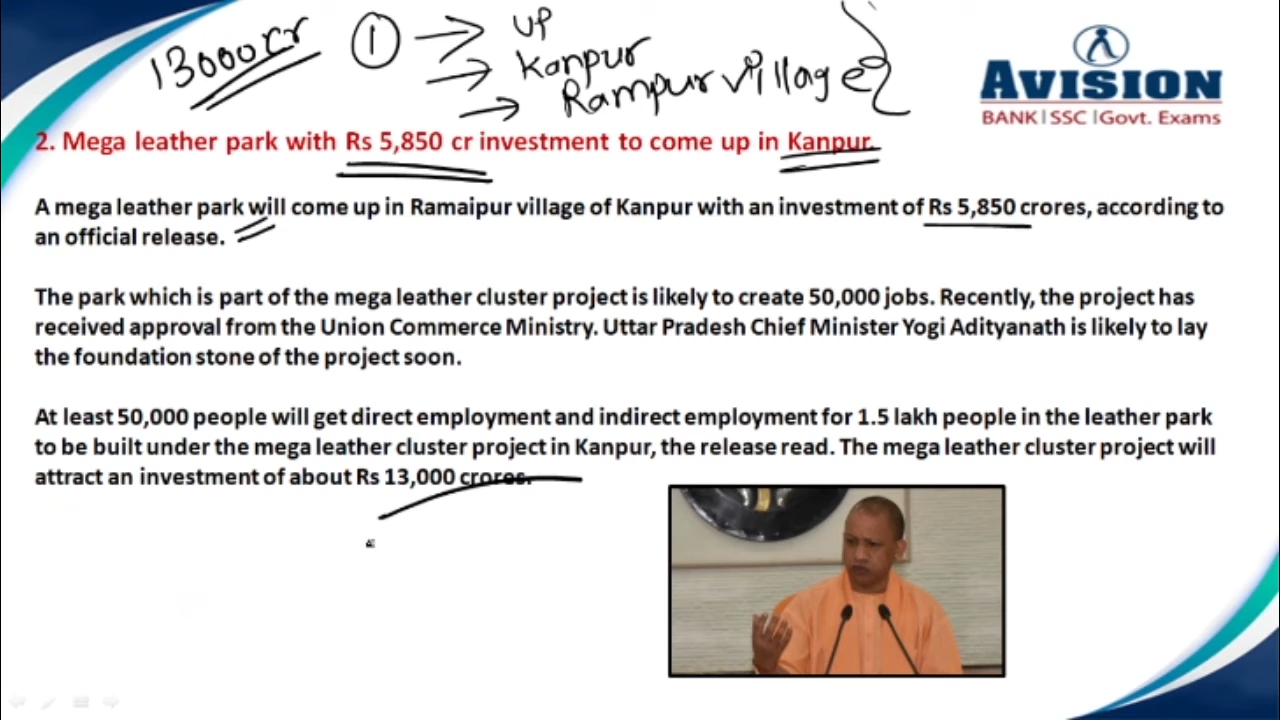 13000cr ① → UP
→ Kanpur
→ Rampur village
AVISION
BANK | SSC | Govt. Exams
2. Mega leather park with Rs 5,850 cr investment to come up in Kanpur.
A mega leather park will come up in Ramaipur village of Kanpur with an investment of Rs 5,850 crores, according to
an official release.
The park which is part of the mega leather cluster project is likely to create 50,000 jobs. Recently, the project has
received approval from the Union Commerce Ministry. Uttar Pradesh Chief Minister Yogi Adityanath is likely to lay
the foundation stone of the project soon.
At least 50,000 people will get direct employment and indirect employment for 1.5 lakh people in the leather park
to be built under the mega leather cluster project in Kanpur, the release read. The mega leather cluster project will
attract an investment of about Rs 13,000 crores.